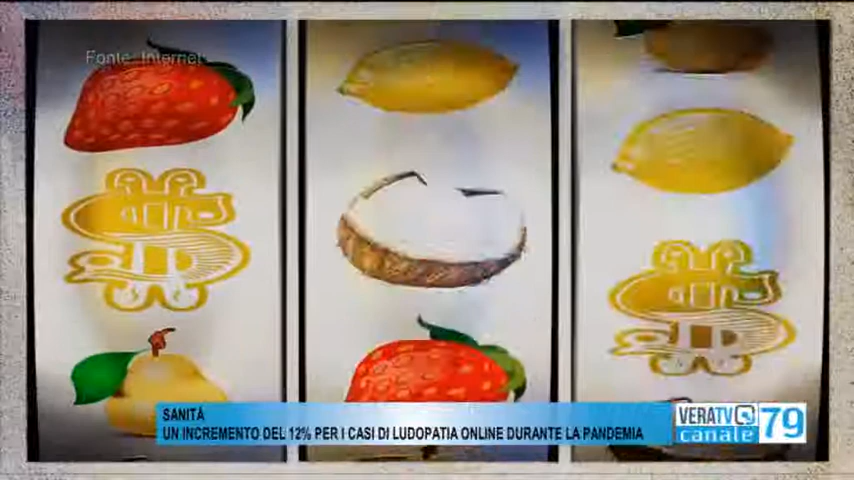 Fonte: Internet
SANITÀ
UN INCREMENTO DEL 12% PER I CASI DI LUDOPATIA ONLINE DURANTE LA PANDEMIA
VERATV
canale 79